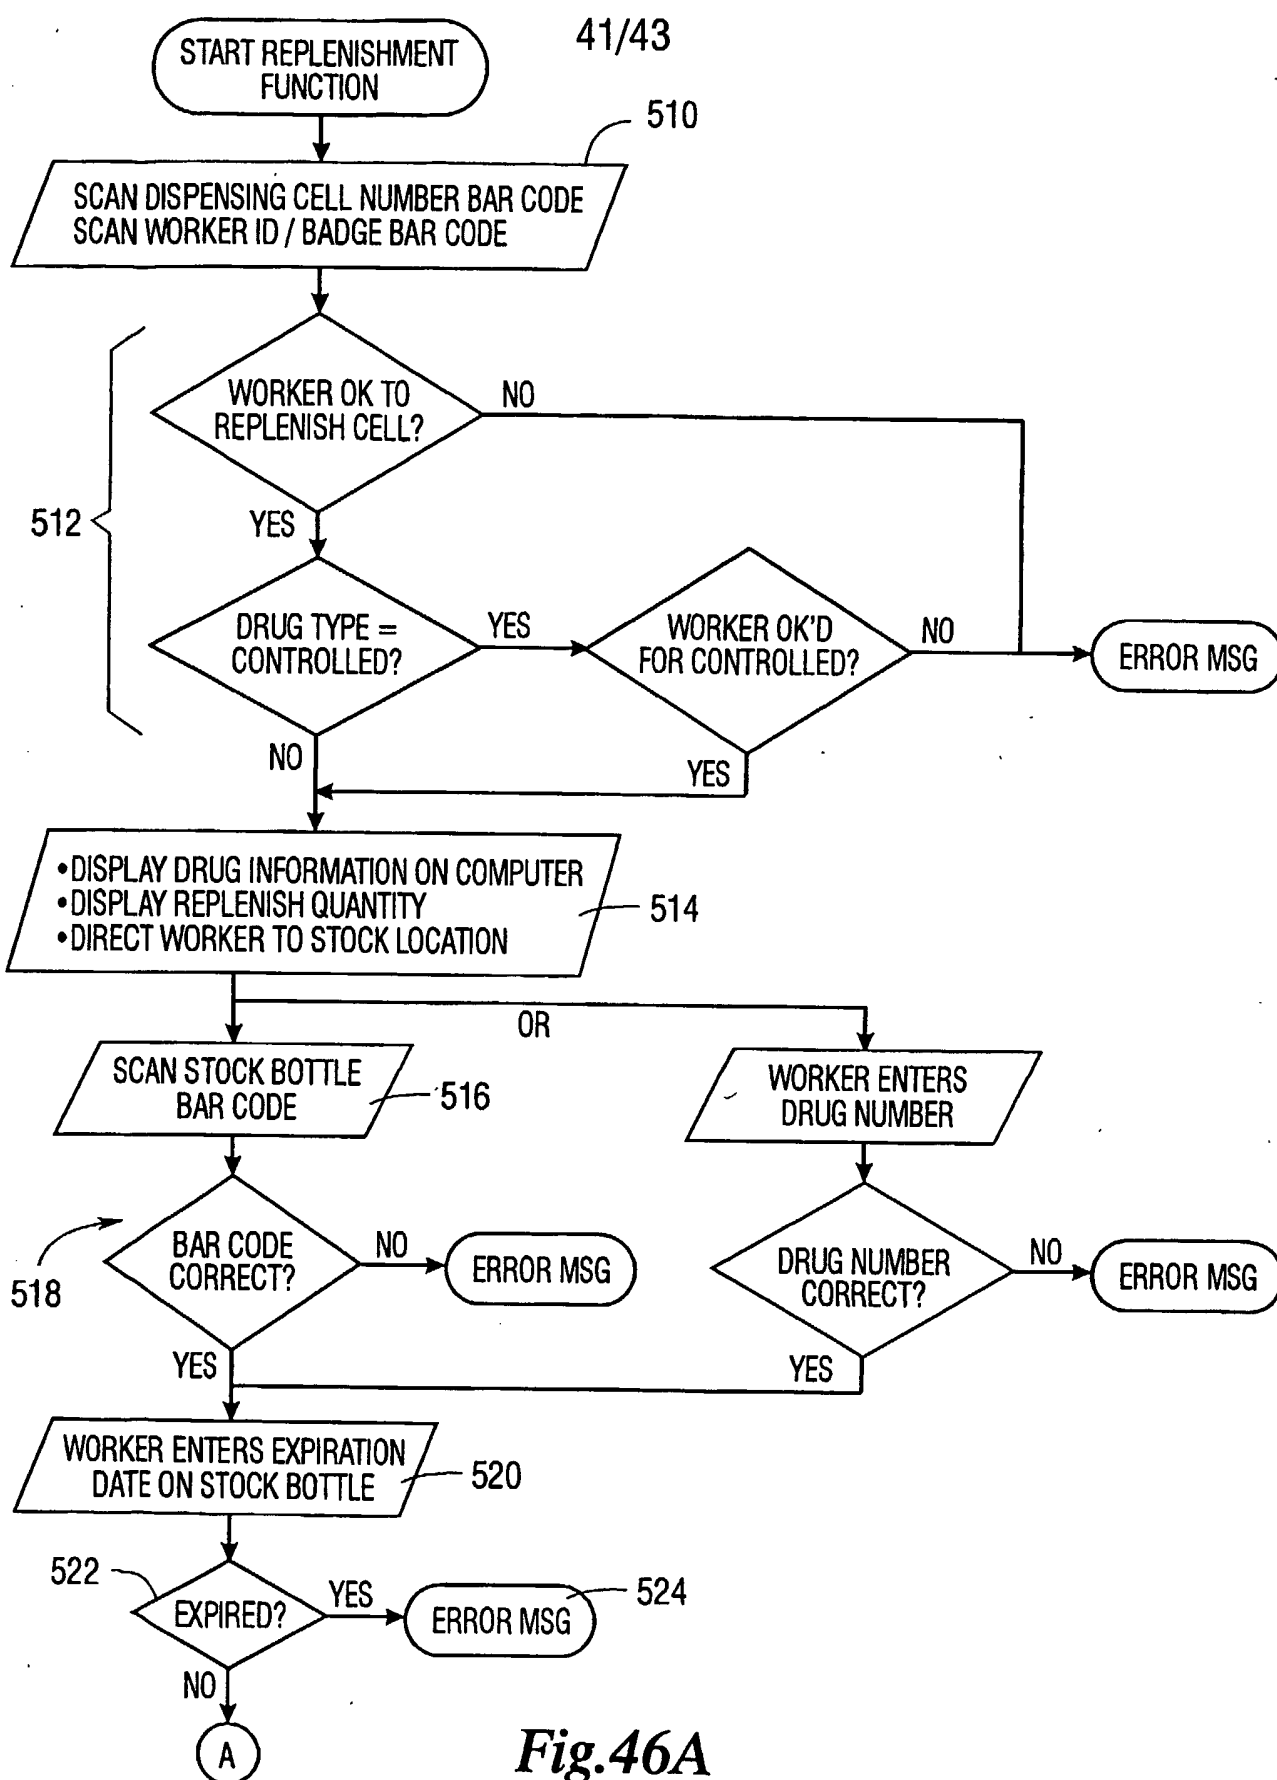 41/43
START REPLENISHMENT
FUNCTION
510
SCAN DISPENSING CELL NUMBER BAR CODE
SCAN WORKER ID / BADGE BAR CODE
WORKER OK TO
REPLENISH CELL?
NO
YES
512
DRUG TYPE =
CONTROLLED?
YES
WORKER OK'D
FOR CONTROLLED?
NO
ERROR MSG
NO
YES
•DISPLAY DRUG INFORMATION ON COMPUTER
•DISPLAY REPLENISH QUANTITY
•DIRECT WORKER TO STOCK LOCATION
514
OR
SCAN STOCK BOTTLE
BAR CODE
516
WORKER ENTERS
DRUG NUMBER
518
BAR CODE
CORRECT?
NO
ERROR MSG
DRUG NUMBER
CORRECT?
NO
ERROR MSG
YES
YES
WORKER ENTERS EXPIRATION
DATE ON STOCK BOTTLE
520
522
EXPIRED?
YES
ERROR MSG
524
NO
A
Fig.46A